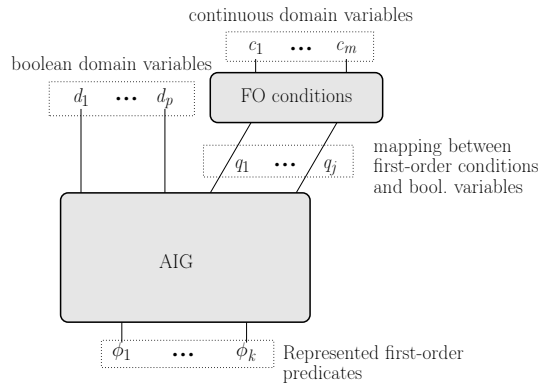 continuous domain variables
c1 ... cm
boolean domain variables
d1 ... dp
FO conditions
q1 ... qj
mapping between
first-order conditions
and bool. variables
AIG
ϕ1 ... ϕk
Represented first-order
predicates